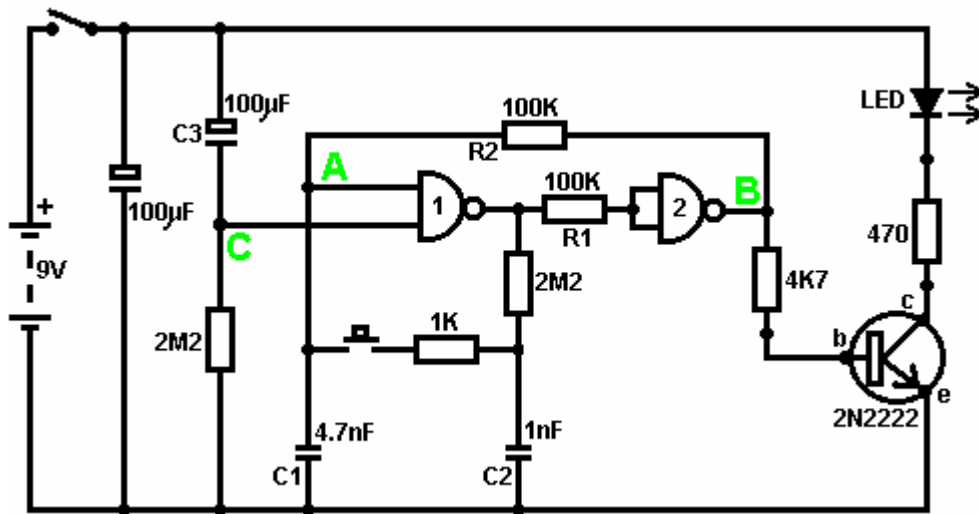 100µF
C3
100K
LED
R2
A
1
100K
B
2
+
100µF
C
R1
470
9V
2M2
4K7
2M2
1K
c
b
e
2N2222
4.7nF
1nF
C1
C2